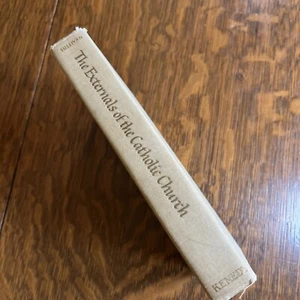 SULLIVAN
The Externals of the Catholic Church
KENEDY